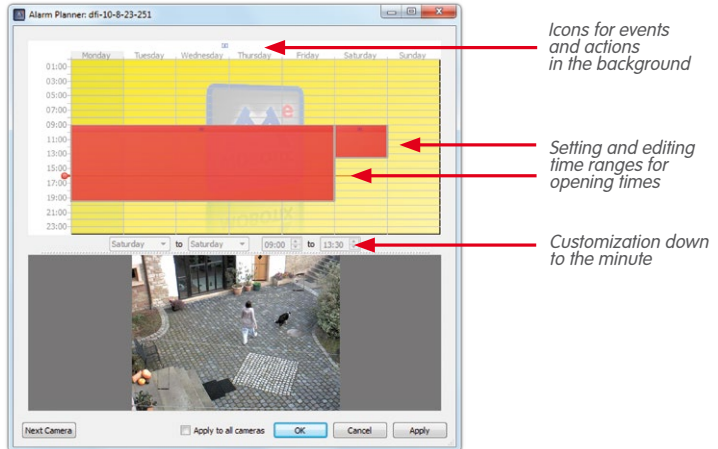 Alarm Planner: dfi-10-8-23-251
Monday Tuesday Wednesday Thursday Friday Saturday Sunday
01:00
03:00
05:00
07:00
09:00
11:00
13:00
15:00
17:00
19:00
21:00
23:00
e
MOBOTIX
Saturday to Saturday 09:00 to 13:30
Next Camera Apply to all cameras OK Cancel Apply
Icons for events
and actions
in the background
Setting and editing
time ranges for
opening times
Customization down
to the minute